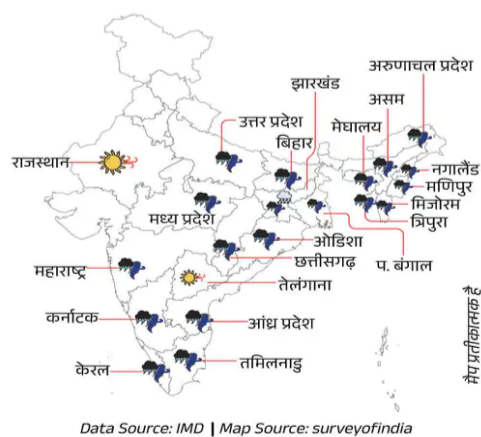 अरुणाचल प्रदेश
झारखंड
असम
उत्तर प्रदेश
मेघालय
बिहार
राजस्थान
नगालैंड
मणिपुर
मिजोरम
मध्य प्रदेश
त्रिपुरा
ओडिशा
छत्तीसगढ़
प. बंगाल
महाराष्ट्र
तेलंगाना
कर्नाटक
आंध्र प्रदेश
केरल
तमिलनाडु
मैप प्रतीकात्मक है
Data Source: IMD | Map Source: surveyofindia